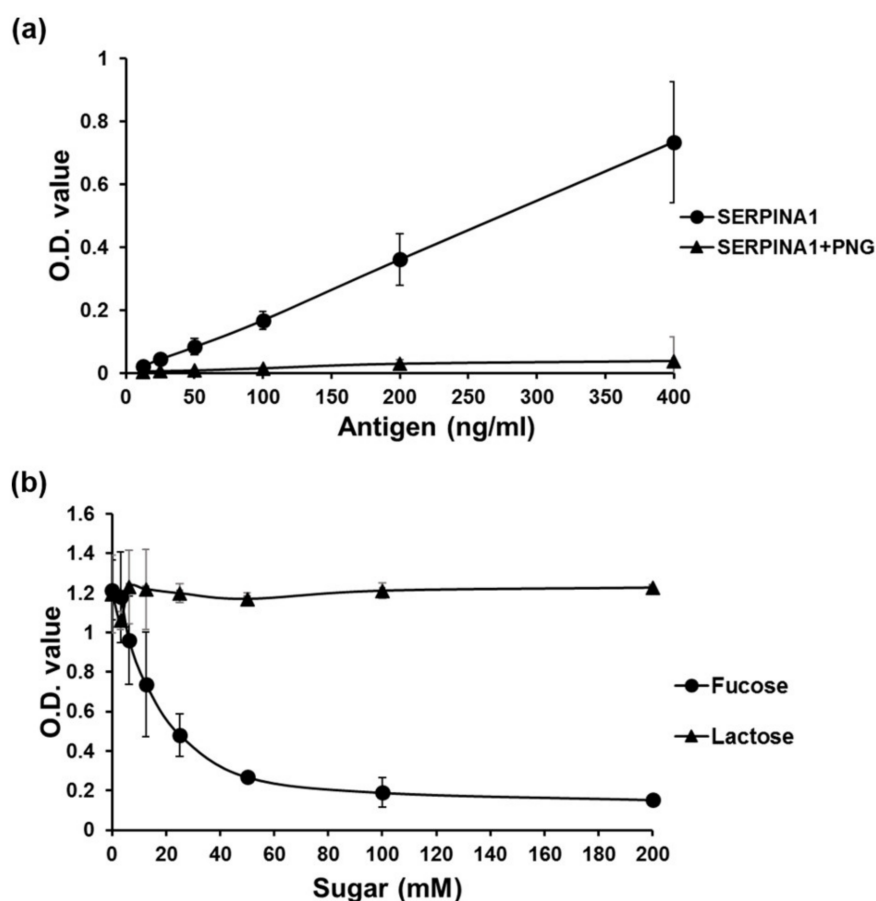 (a)
1
0.8
0.6
0.4
0.2
0
O.D. value
0 50 100 150 200 250 300 350 400
Antigen (ng/ml)
SERPINA1
SERPINA1+PNG
(b)
1.6
1.4
1.2
1
0.8
0.6
0.4
0.2
0
O.D. value
0 20 40 60 80 100 120 140 160 180 200
Sugar (mM)
Fucose
Lactose